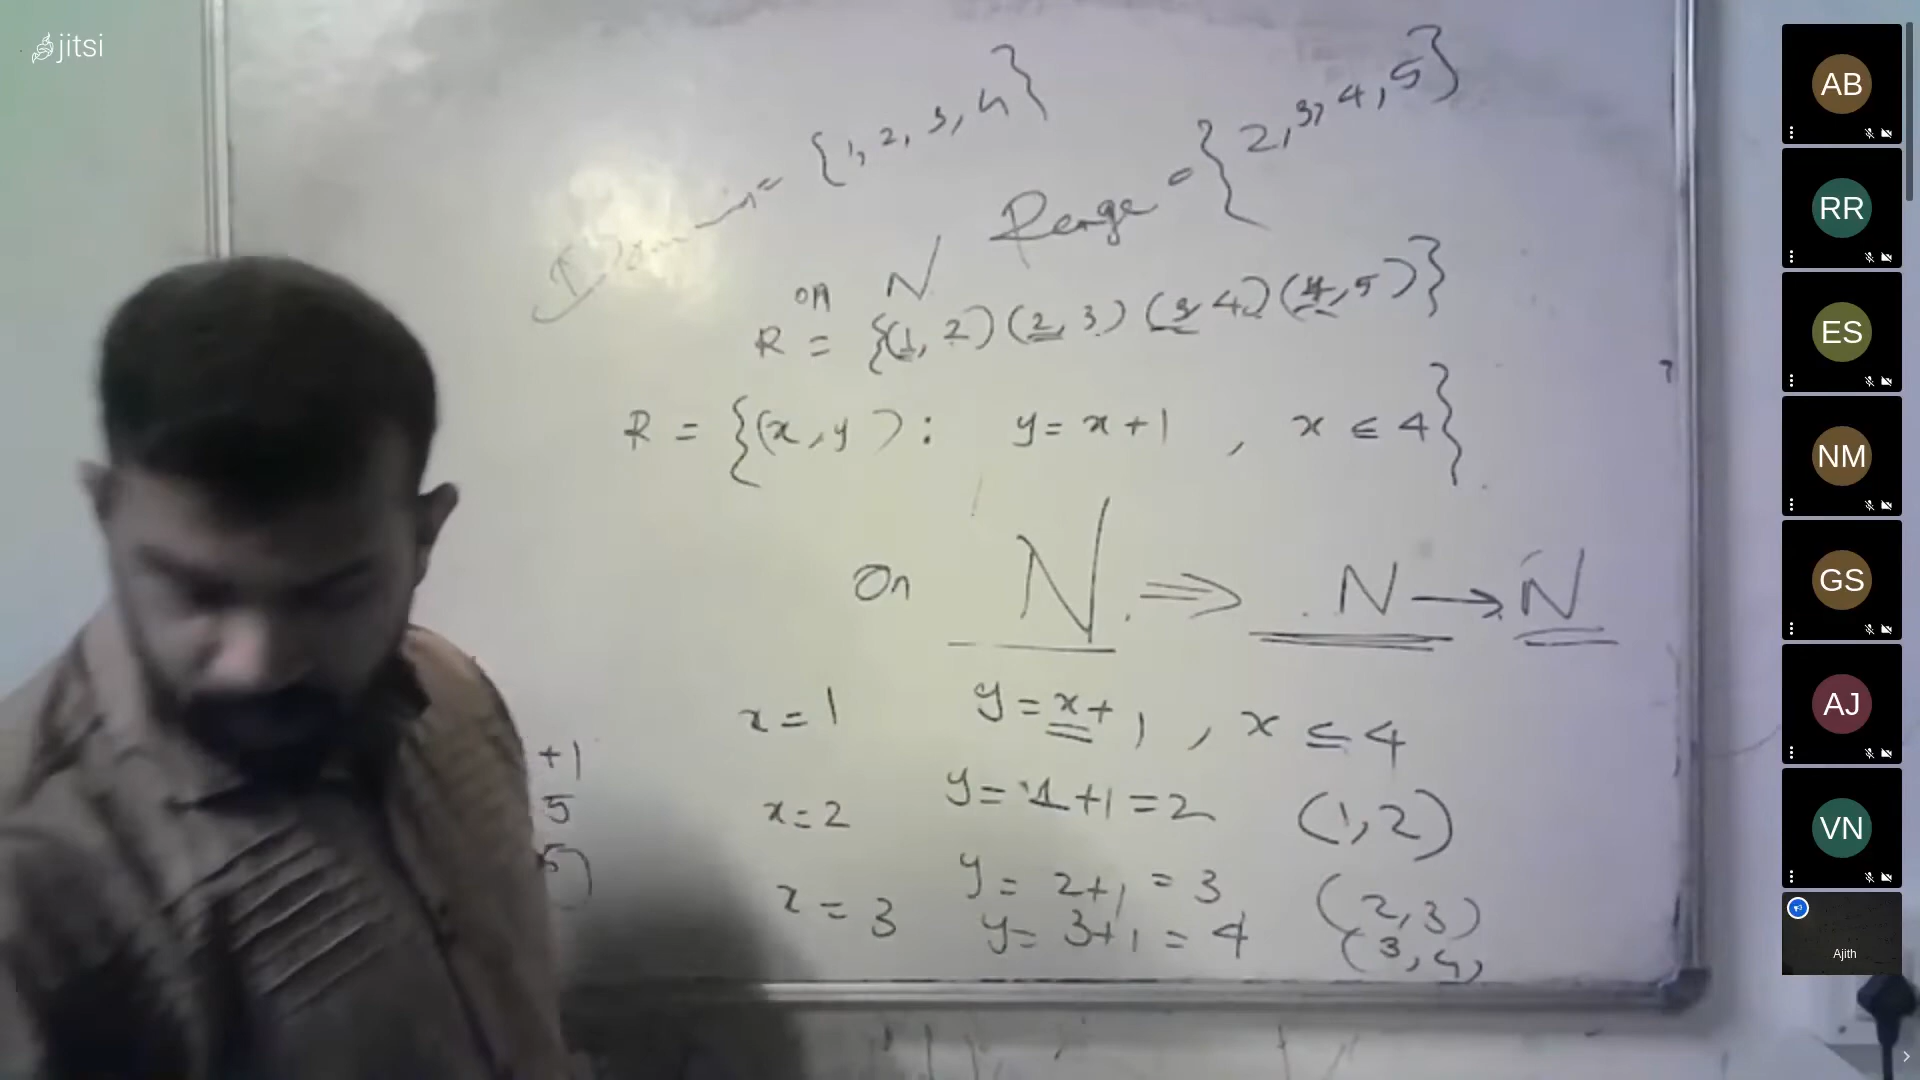 jitsi
= {1, 2, 3, 4}
Range = {2, 3, 4, 5}
R on N = {(1, 2) (2, 3) (3, 4) (4, 5)}
R = {(x, y) : y = x + 1 , x ≤ 4}
On N. ⇒ N → N
x = 1 y = x + 1 , x ≤ 4
x = 2 y = 1 + 1 = 2 (1, 2)
x = 3 y = 2 + 1 = 3 (2, 3)
y = 3 + 1 = 4 (3, 4)
+ 1
5
5)
AB
RR
ES
NM
GS
AJ
VN
Ajith